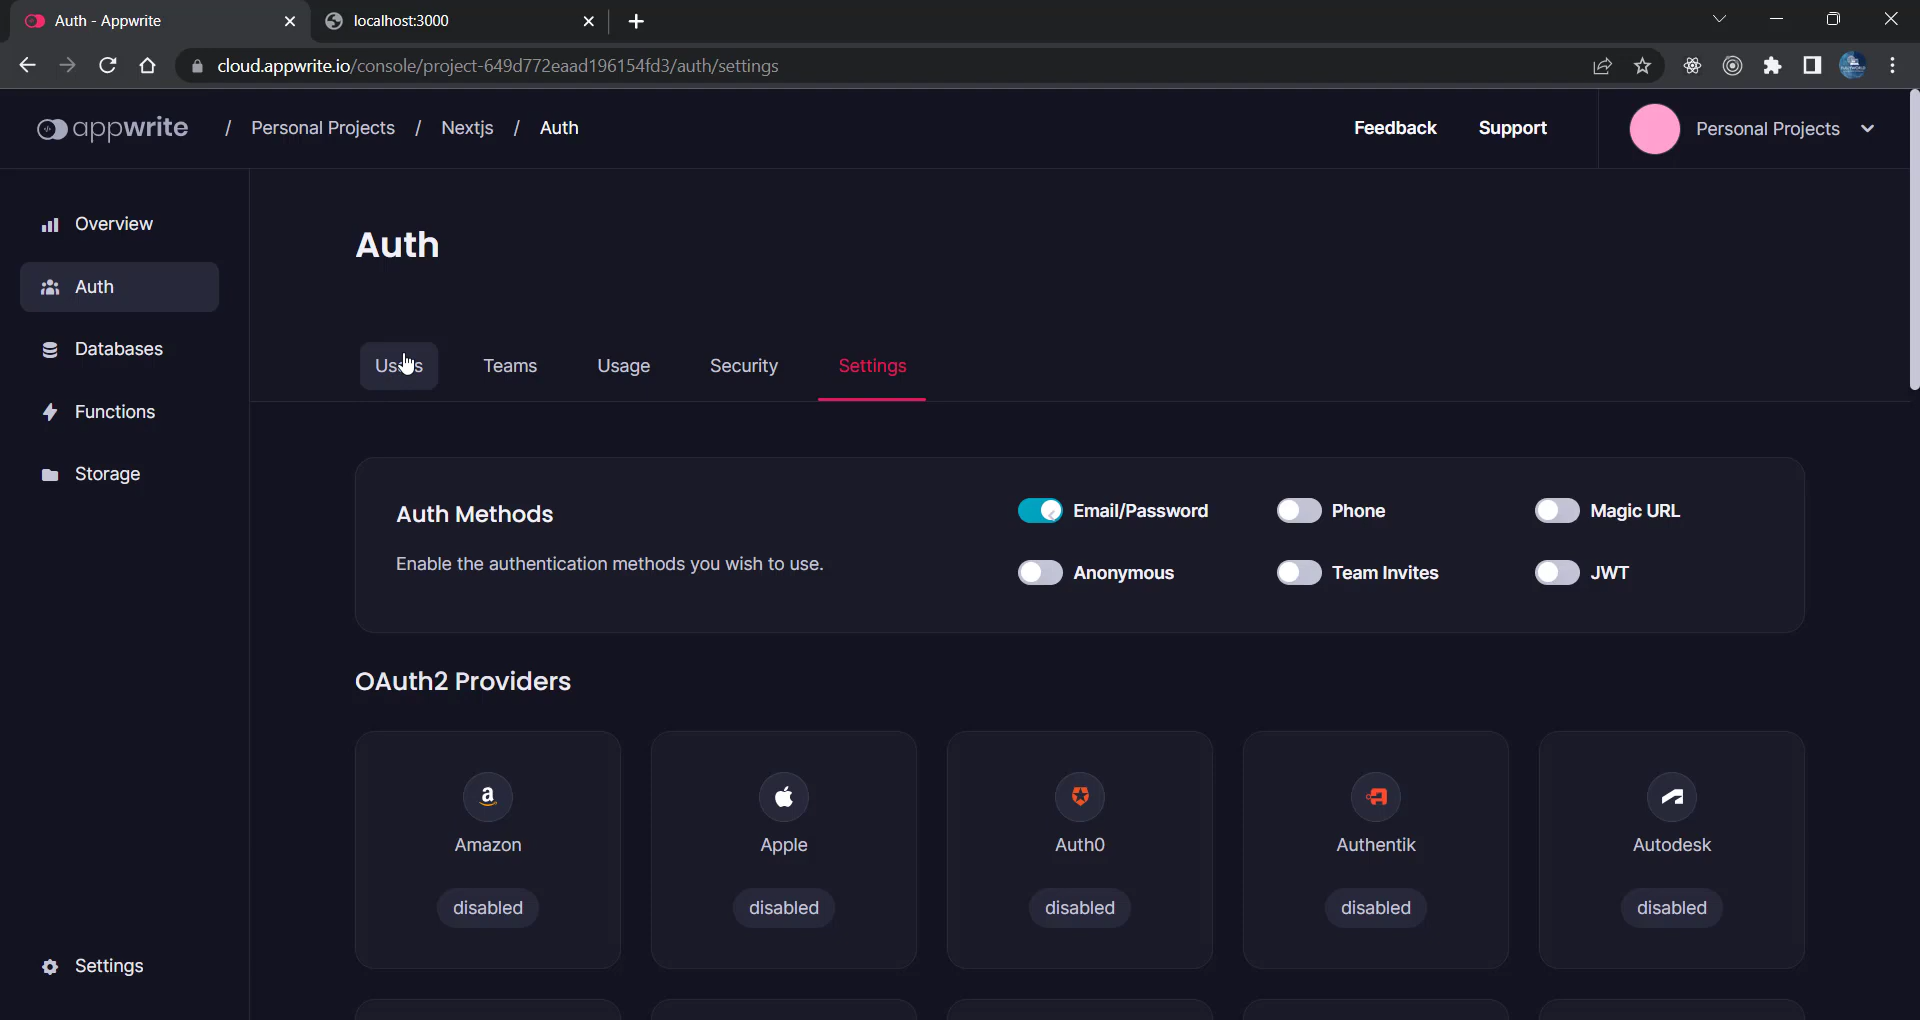 Auth - Appwrite
localhost:3000
cloud.appwrite.io/console/project-649d772eaad196154fd3/auth/settings
appwrite / Personal Projects / Nextjs / Auth
Feedback Support Personal Projects
Overview
Auth
Databases
Functions
Storage
Settings
Auth
Users Teams Usage Security Settings
Auth Methods
Enable the authentication methods you wish to use.
Email/Password Phone Magic URL
Anonymous Team Invites JWT
OAuth2 Providers
Amazon Apple Auth0 Authentik Autodesk
disabled disabled disabled disabled disabled